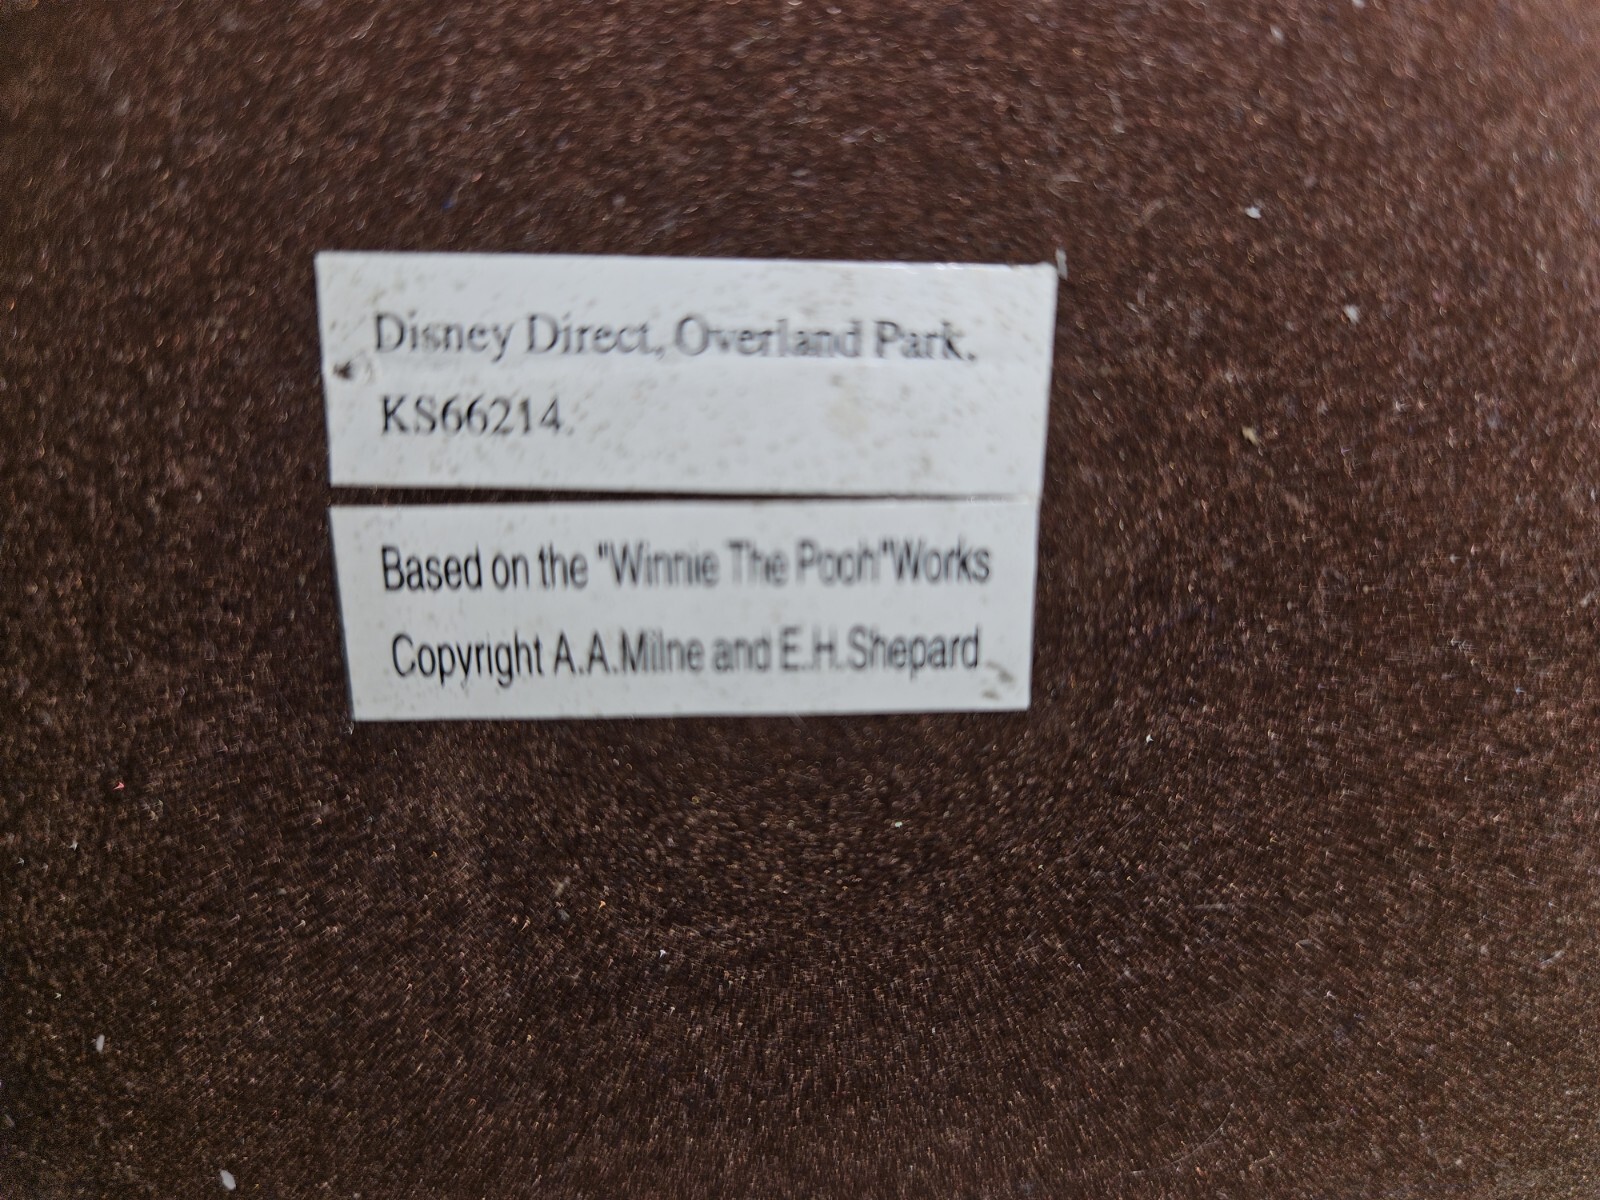 Disney Direct, Overland Park,
KS66214.
Based on the "Winnie The Pooh"Works
Copyright A.A.Milne and E.H.Shepard